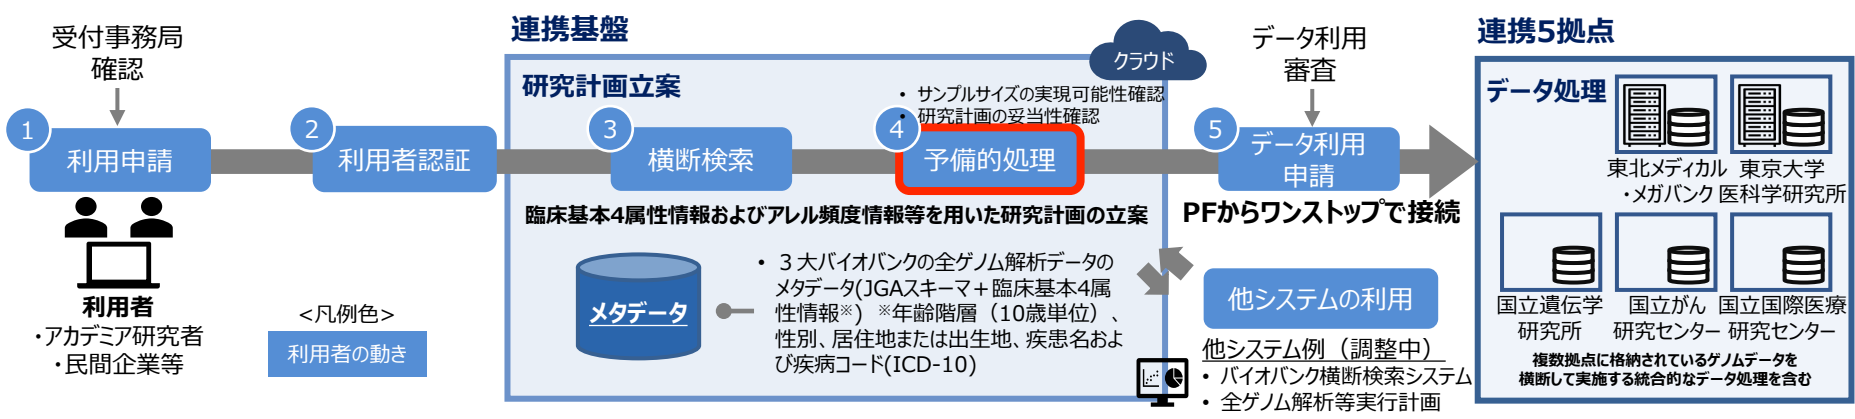 受付事務局
確認
1
利用申請
利用者
・アカデミア研究者
・民間企業等
2
利用者認証
<凡例色>
利用者の動き
連携基盤
クラウド
研究計画立案
• サンプルサイズの実現可能性確認
• 研究計画の妥当性確認
3
横断検索
4
予備的処理
臨床基本4属性情報およびアレル頻度情報等を用いた研究計画の立案
メタデータ
• 3大バイオバンクの全ゲノム解析データの
メタデータ(JGAスキーマ+臨床基本4属
性情報※) ※年齢階層（10歳単位）、
性別、居住地または出生地、疾患名およ
び疾病コード(ICD-10)
データ利用
審査
5
データ利用
申請
PFからワンストップで接続
他システムの利用
他システム例（調整中）
• バイオバンク横断検索システム
• 全ゲノム解析等実行計画
連携5拠点
データ処理
東北メディカル
・メガバンク
東京大学
医科学研究所
国立遺伝学
研究所
国立がん
研究センター
国立国際医療
研究センター
複数拠点に格納されているゲノムデータを
横断して実施する統合的なデータ処理を含む